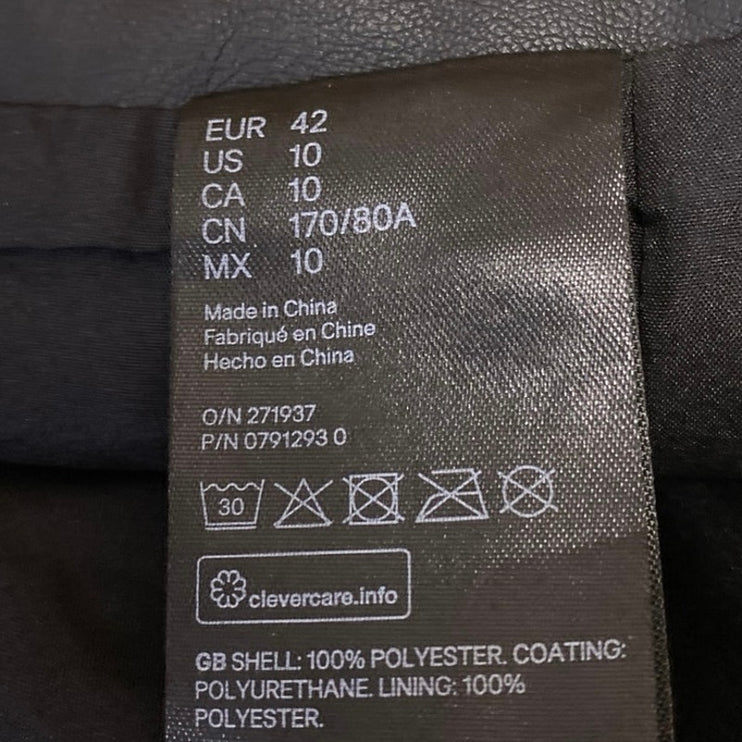 EUR 42
US 10
CA 10
CN 170/80A
MX 10
Made in China
Fabriqué en Chine
Hecho en China
O/N 271937
P/N 0791293 0
30
clevercare.info
GB SHELL: 100% POLYESTER. COATING:
POLYURETHANE. LINING: 100%
POLYESTER.